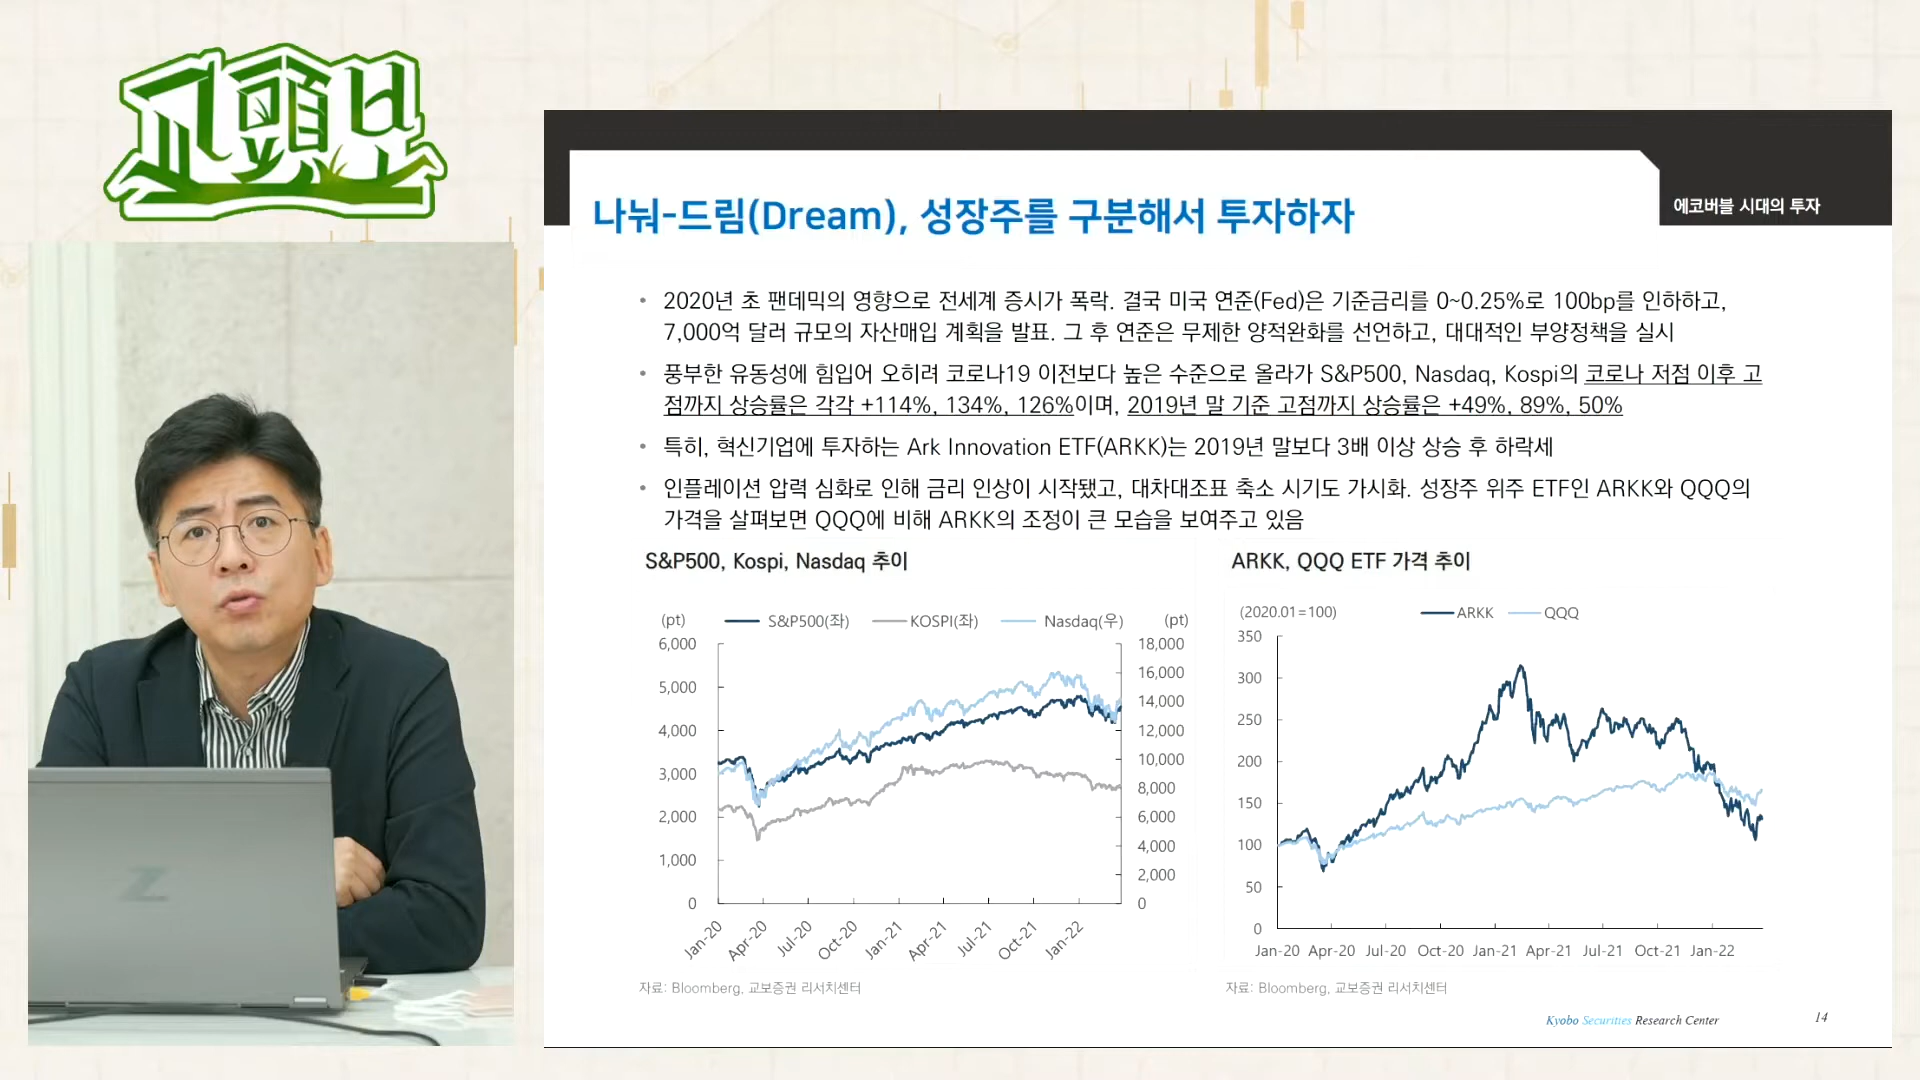 교頭보
에코버블 시대의 투자
나눠-드림(Dream), 성장주를 구분해서 투자하자
• 2020년 초 팬데믹의 영향으로 전세계 증시가 폭락. 결국 미국 연준(Fed)은 기준금리를 0~0.25%로 100bp를 인하하고,
7,000억 달러 규모의 자산매입 계획을 발표. 그 후 연준은 무제한 양적완화를 선언하고, 대대적인 부양정책을 실시
• 풍부한 유동성에 힘입어 오히려 코로나19 이전보다 높은 수준으로 올라가 S&P500, Nasdaq, Kospi의 코로나 저점 이후 고
점까지 상승률은 각각 +114%, 134%, 126%이며, 2019년 말 기준 고점까지 상승률은 +49%, 89%, 50%
• 특히, 혁신기업에 투자하는 Ark Innovation ETF(ARKK)는 2019년 말보다 3배 이상 상승 후 하락세
• 인플레이션 압력 심화로 인해 금리 인상이 시작됐고, 대차대조표 축소 시기도 가시화. 성장주 위주 ETF인 ARKK와 QQQ의
가격을 살펴보면 QQQ에 비해 ARKK의 조정이 큰 모습을 보여주고 있음
S&P500, Kospi, Nasdaq 추이
(pt) S&P500(좌) KOSPI(좌) Nasdaq(우) (pt)
6,000 18,000
16,000
5,000
14,000
4,000 12,000
10,000
3,000
8,000
2,000 6,000
4,000
1,000
2,000
0 0
Jan-20 Apr-20 Jul-20 Oct-20 Jan-21 Apr-21 Jul-21 Oct-21 Jan-22
자료: Bloomberg, 교보증권 리서치센터
ARKK, QQQ ETF 가격 추이
(2020.01=100) ARKK QQQ
350
300
250
200
150
100
50
0
Jan-20 Apr-20 Jul-20 Oct-20 Jan-21 Apr-21 Jul-21 Oct-21 Jan-22
자료: Bloomberg, 교보증권 리서치센터
Kyobo Securities Research Center 14